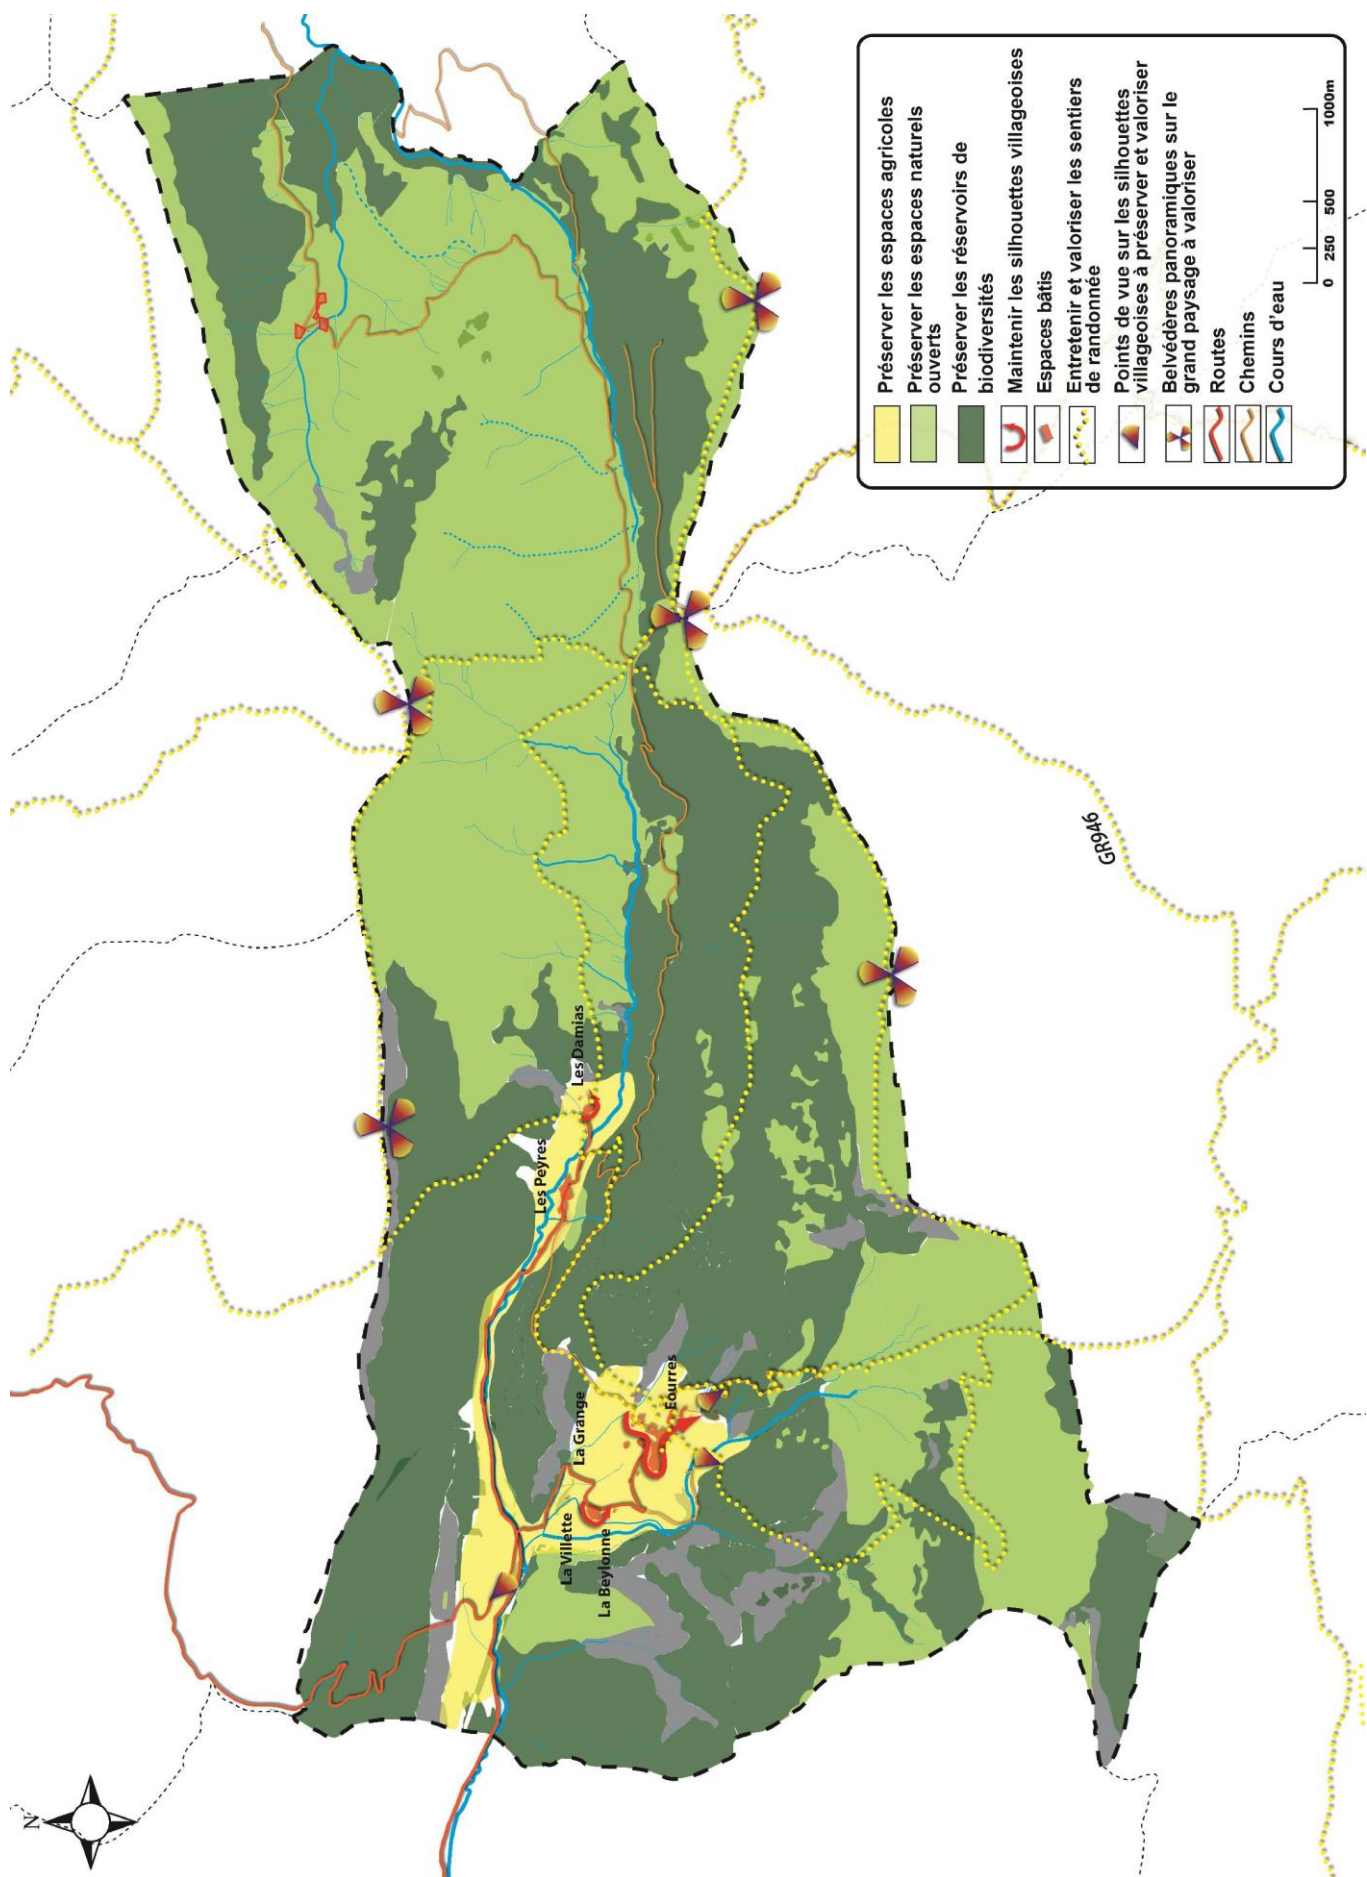 N
GR946
Les Damias
Les Peyres
La Grange
Eourres
La Villette
La Beylonne
Préserver les espaces agricoles
Préserver les espaces naturels
ouverts
Préserver les réservoirs de
biodiversités
Maintenir les silhouettes villageoises
Espaces bâtis
Entretenir et valoriser les sentiers
de randonnée
Points de vue sur les silhouettes
villageoises à préserver et valoriser
Belvédères panoramiques sur le
grand paysage à valoriser
Routes
Chemins
Cours d'eau
0 250 500 1000m